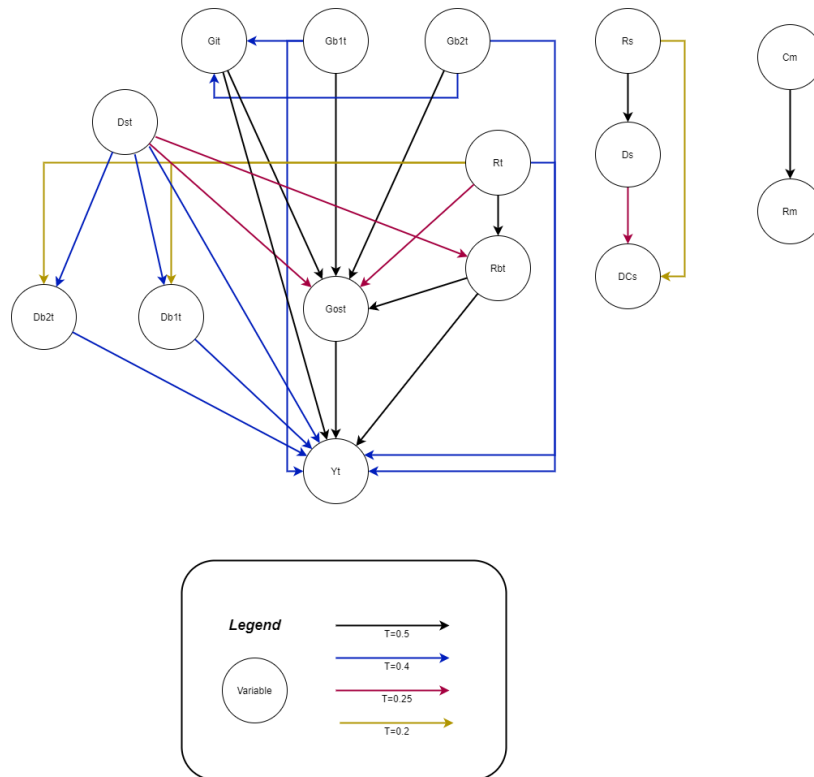 Git
Gb1t
Gb2t
Rs
Cm
Dst
Rt
Ds
Rm
Rbt
DCs
Db2t
Db1t
Gost
Yt
Legend
Variable
T=0.5
T=0.4
T=0.25
T=0.2